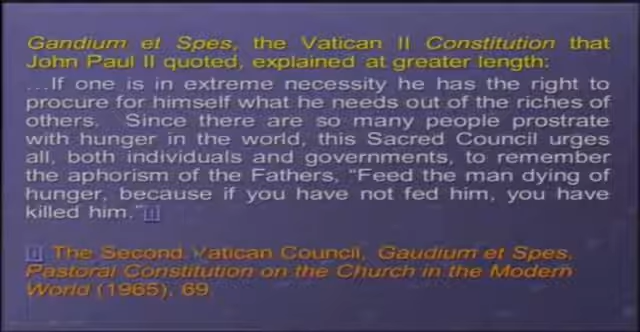 Gandium et Spes, the Vatican II Constitution that
John Paul II quoted, explained at greater length:
...If one is in extreme necessity he has the right to
procure for himself what he needs out of the riches of
others. Since there are so many people prostrate
with hunger in the world, this Sacred Council urges
all, both individuals and governments, to remember
the aphorism of the Fathers, "Feed the man dying of
hunger, because if you have not fed him, you have
killed him."[i]
[i] The Second Vatican Council, Gaudium et Spes,
Pastoral Constitution on the Church in the Modern
World (1965), 69.